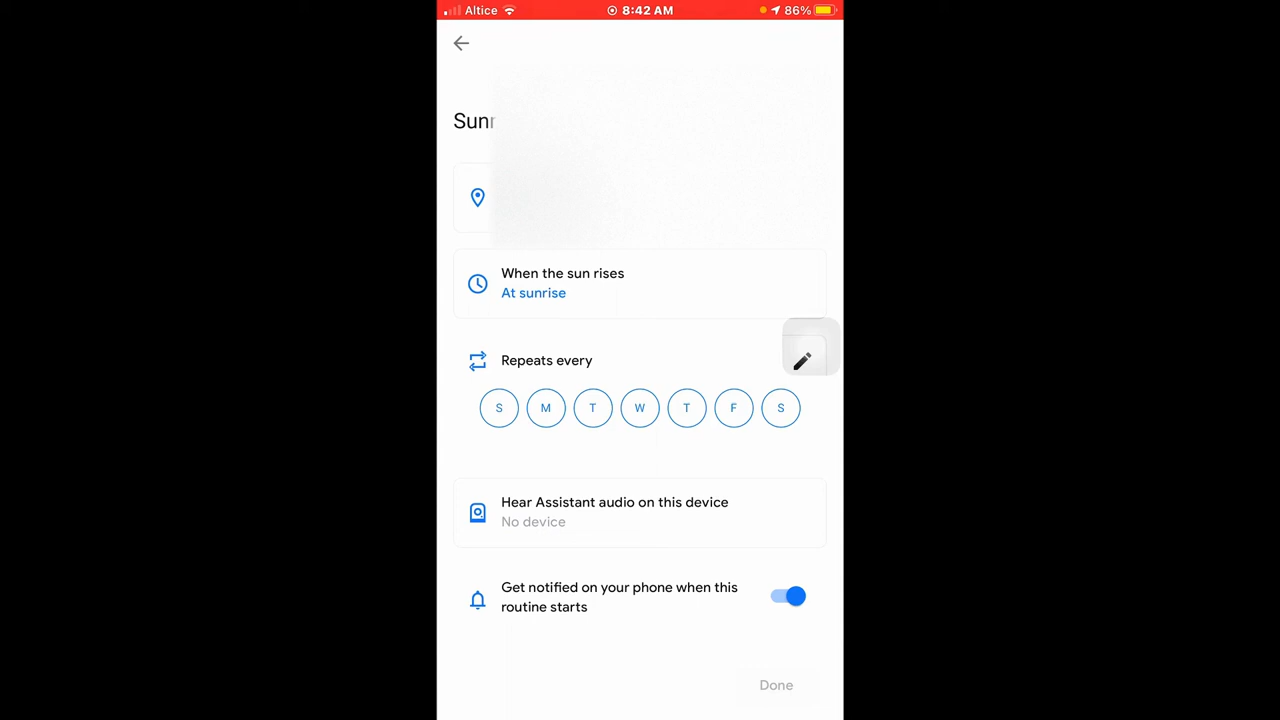 Altice 8:42 AM 86%
Sunr
When the sun rises
At sunrise
Repeats every
S M T W T F S
Hear Assistant audio on this device
No device
Get notified on your phone when this
routine starts
Done